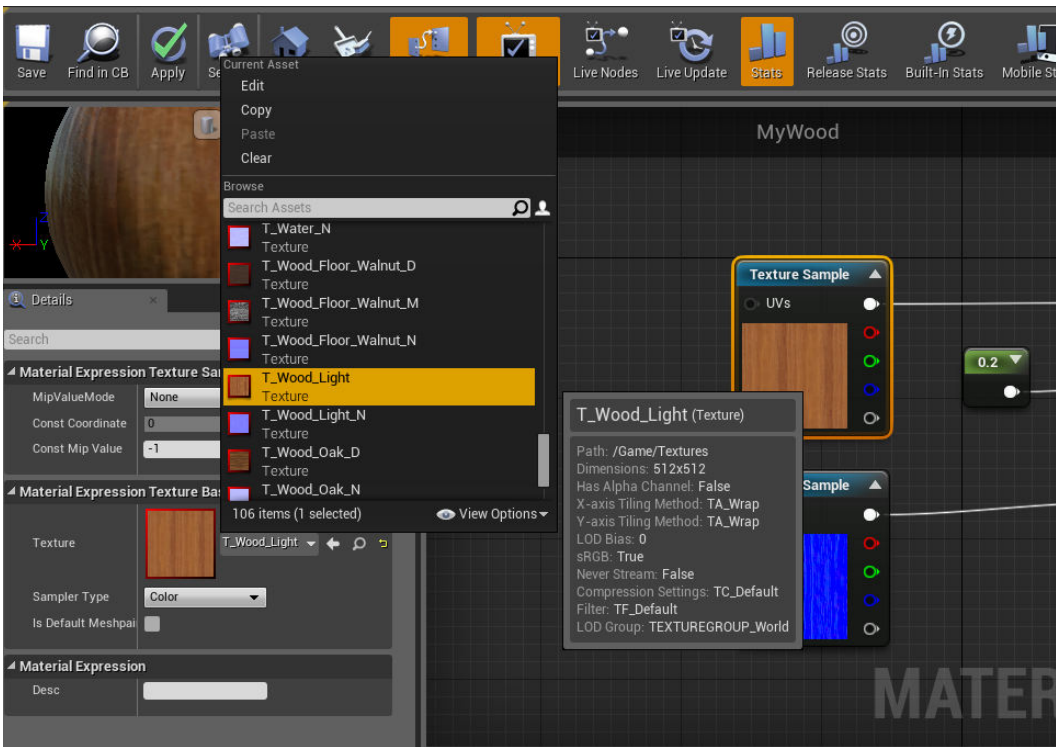 Save
Find in CB
Apply
Live Nodes
Live Update
Stats
Release Stats
Built-In Stats
Mobile
Current Asset
Edit
Copy
Paste
Clear
Browse
Search Assets
T_Water_N
Texture
T_Wood_Floor_Walnut_D
Texture
T_Wood_Floor_Walnut_M
Texture
T_Wood_Floor_Walnut_N
Texture
T_Wood_Light
Texture
T_Wood_Light_N
Texture
T_Wood_Oak_D
Texture
T_Wood_Oak_N
106 items (1 selected)
View Options
Z
X
Y
Details
Search
Material Expression Texture Sa
MipValueMode
None
Const Coordinate
0
Const Mip Value
-1
Material Expression Texture Ba
Texture
T_Wood_Light
Sampler Type
Color
Is Default Meshpai
Material Expression
Desc
MyWood
Texture Sample
UVs
0.2
Sample
T_Wood_Light (Texture)
Path: /Game/Textures
Dimensions: 512x512
Has Alpha Channel: False
X-axis Tiling Method: TA_Wrap
Y-axis Tiling Method: TA_Wrap
LOD Bias: 0
sRGB: True
Never Stream: False
Compression Settings: TC_Default
Filter: TF_Default
LOD Group: TEXTUREGROUP_World
MATER